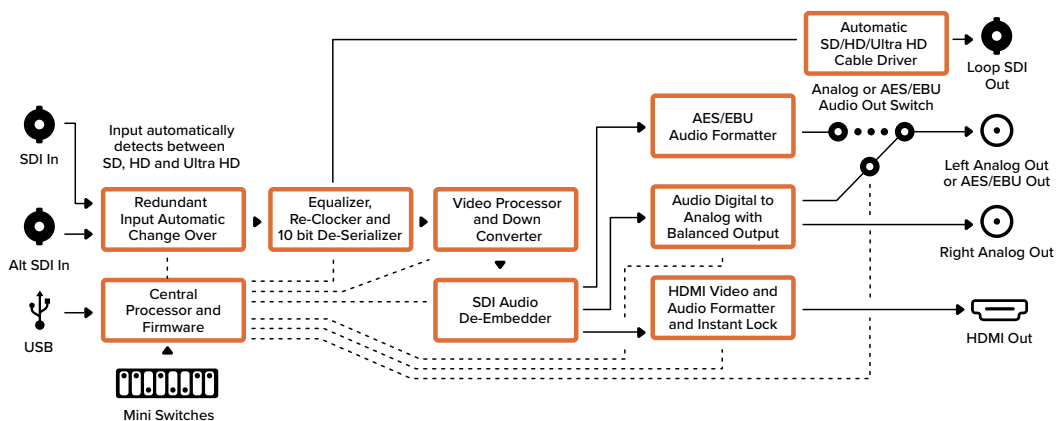 Automatic
SD/HD/Ultra HD
Cable Driver
Loop SDI
Out
Analog or AES/EBU
Audio Out Switch
SDI In
Input automatically
detects between
SD, HD and Ultra HD
AES/EBU
Audio Formatter
Left Analog Out
or AES/EBU Out
Redundant
Input Automatic
Change Over
Equalizer,
Re-Clocker and
10 bit De-Serializer
Video Processor
and Down
Converter
Audio Digital to
Analog with
Balanced Output
Right Analog Out
Alt SDI In
Central
Processor and
Firmware
SDI Audio
De-Embedder
HDMI Video and
Audio Formatter
and Instant Lock
HDMI Out
USB
Mini Switches